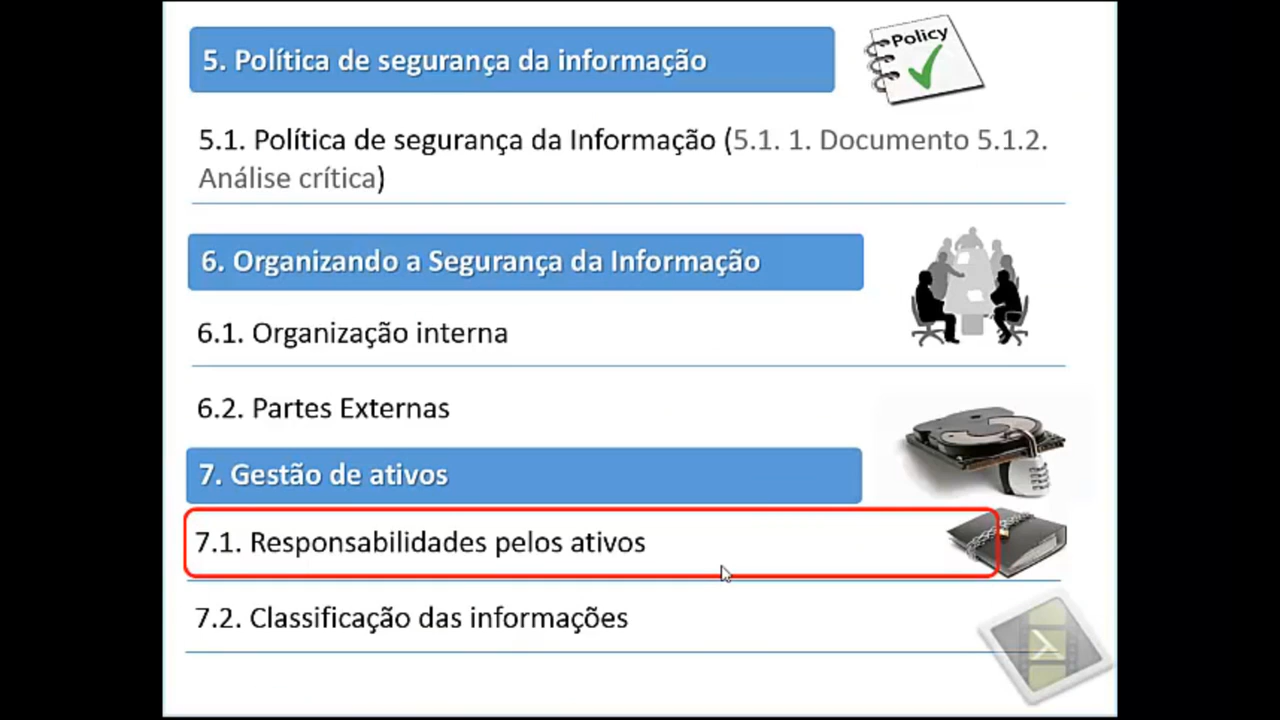 5. Política de segurança da informação
Policy
5.1. Política de segurança da Informação (5.1. 1. Documento 5.1.2.
Análise crítica)
6. Organizando a Segurança da Informação
6.1. Organização interna
6.2. Partes Externas
7. Gestão de ativos
7.1. Responsabilidades pelos ativos
7.2. Classificação das informações